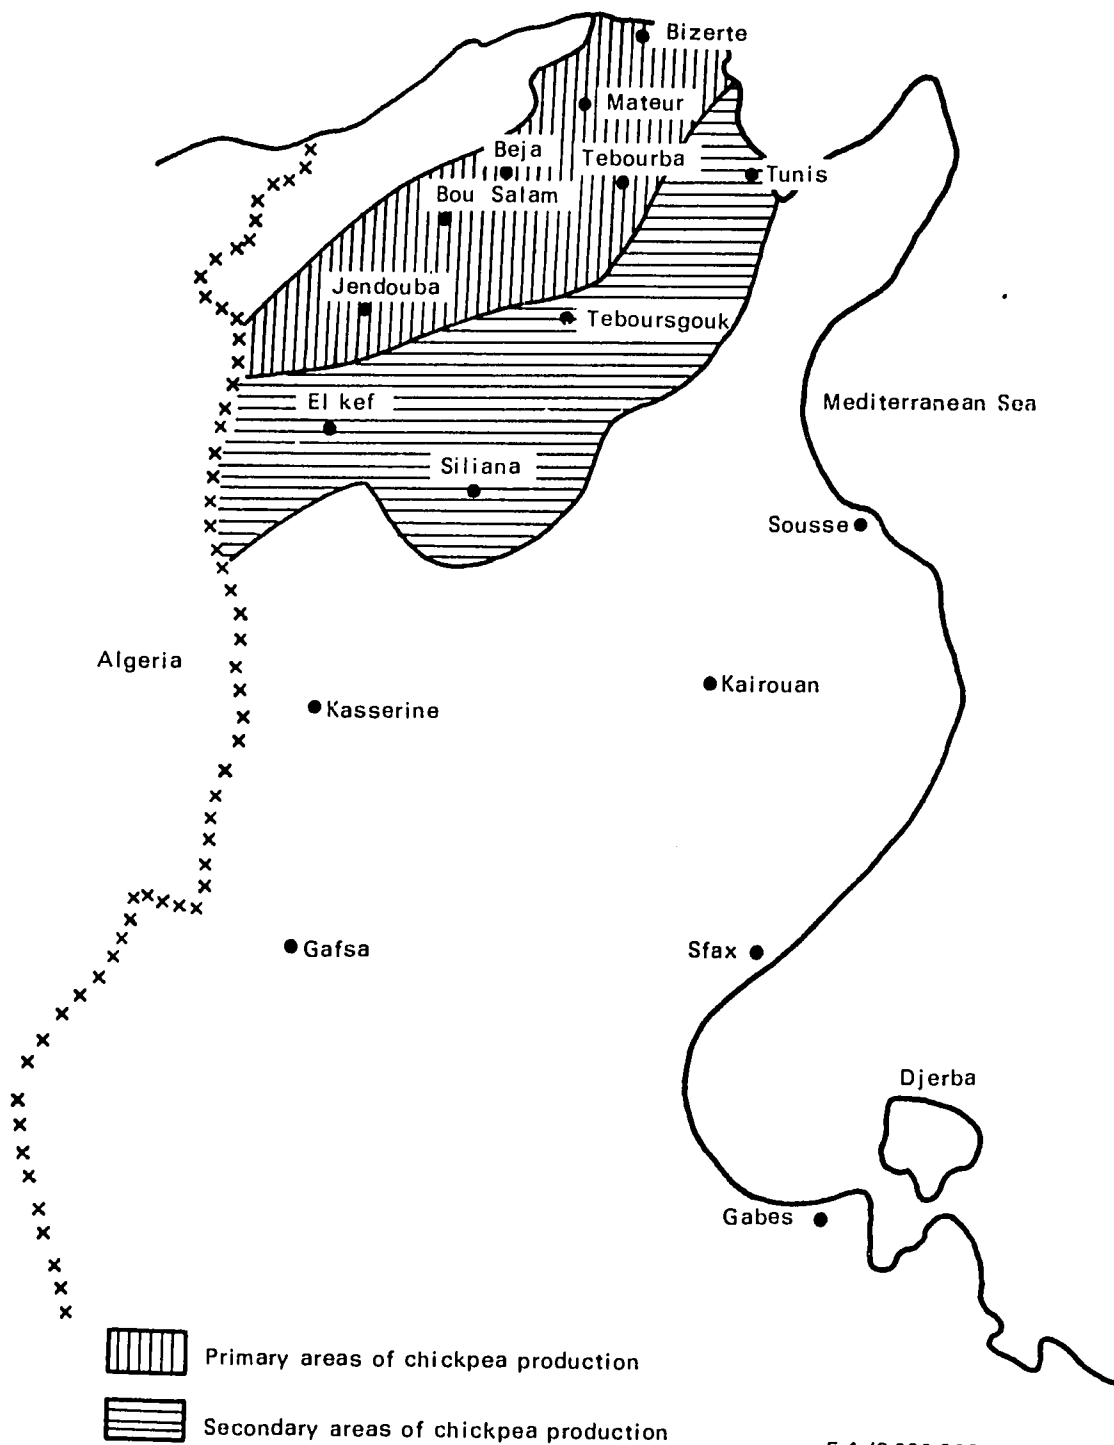 Bizerte
Mateur
Beja
Tebourba
Tunis
Bou Salam
Jendouba
Teboursgouk
El kef
Mediterranean Sea
Siliana
Sousse
Algeria
Kairouan
Kasserine
Gafsa
Sfax
Djerba
Gabes
Primary areas of chickpea production
Secondary areas of chickpea production